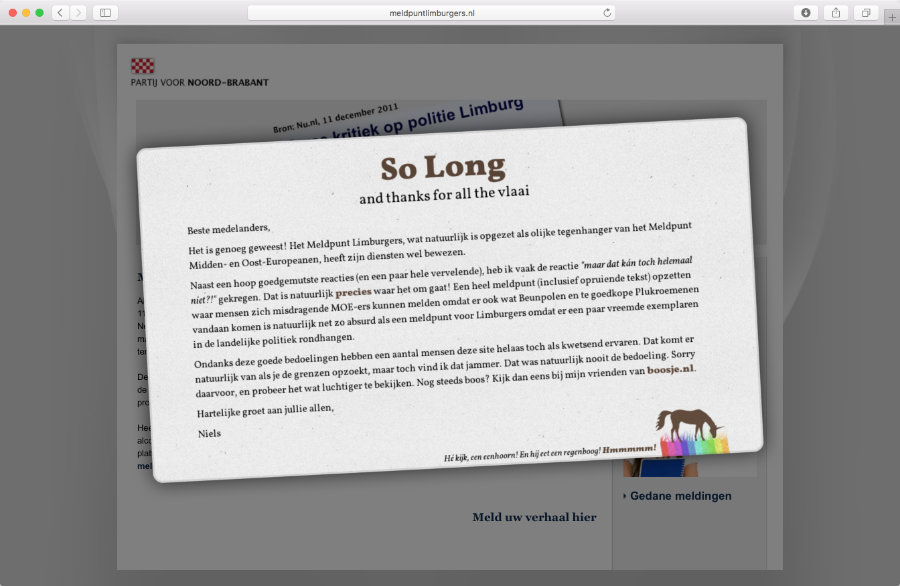 meldpuntlimburgers.nl
PARTIJ VOOR NOORD-BRABANT
Bron: Nu.nl, 11 december 2011
kritiek op politie Limburg
So Long
and thanks for all the vlaai
Beste medelanders,
Het is genoeg geweest! Het Meldpunt Limburgers, wat natuurlijk is opgezet als olijke tegenhanger van het Meldpunt
Midden- en Oost-Europeanen, heeft zijn diensten wel bewezen.
Naast een hoop goedgemutste reacties (en een paar hele vervelende), heb ik vaak de reactie "maar dat kán toch helemaal
niet?!" gekregen. Dat is natuurlijk precies waar het om gaat! Een heel meldpunt (inclusief opruiende tekst) opzetten
waar mensen zich misdragende MOE-ers kunnen melden omdat er ook wat Beunpolen en te goedkope Plukroemenen
vandaan komen is natuurlijk net zo absurd als een meldpunt voor Limburgers omdat er een paar vreemde exemplaren
in de landelijke politiek rondhangen.
Ondanks deze goede bedoelingen hebben een aantal mensen deze site helaas toch als kwetsend ervaren. Dat komt er
natuurlijk van als je de grenzen opzoekt, maar toch vind ik dat jammer. Dat was natuurlijk nooit de bedoeling. Sorry
daarvoor, en probeer het wat luchtiger te bekijken. Nog steeds boos? Kijk dan eens bij mijn vrienden van boosje.nl.
Hartelijke groet aan jullie allen,
Niels
Hé kijk, een eenhoorn! En hij eet een regenboog! Hmmmmm!
Meld uw verhaal hier
Gedane meldingen